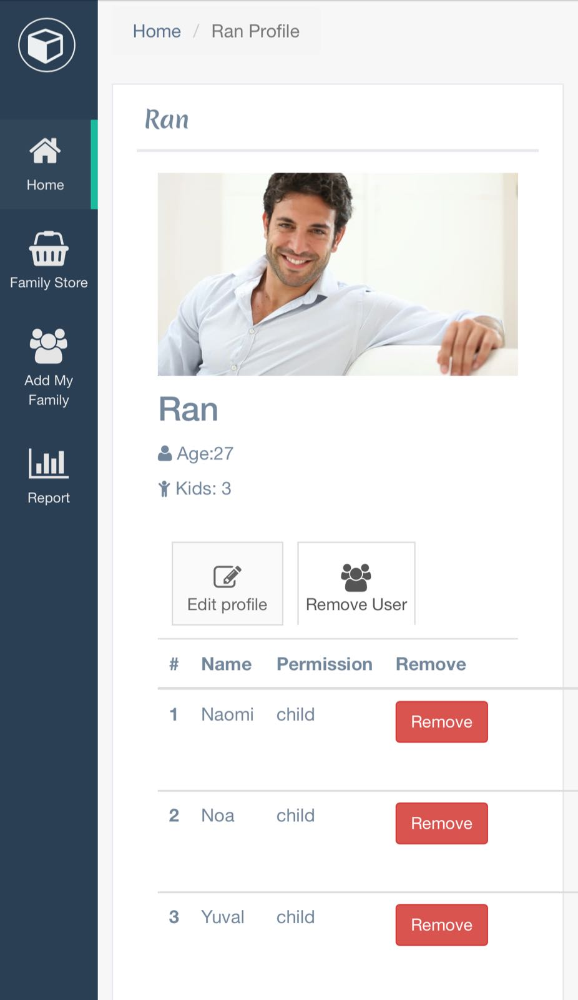 Home / Ran Profile
Home
Family Store
Add My
Family
Report
Ran
Ran
Age:27
Kids: 3
Edit profile
Remove User
# Name Permission Remove
1 Naomi child Remove
2 Noa child Remove
3 Yuval child Remove